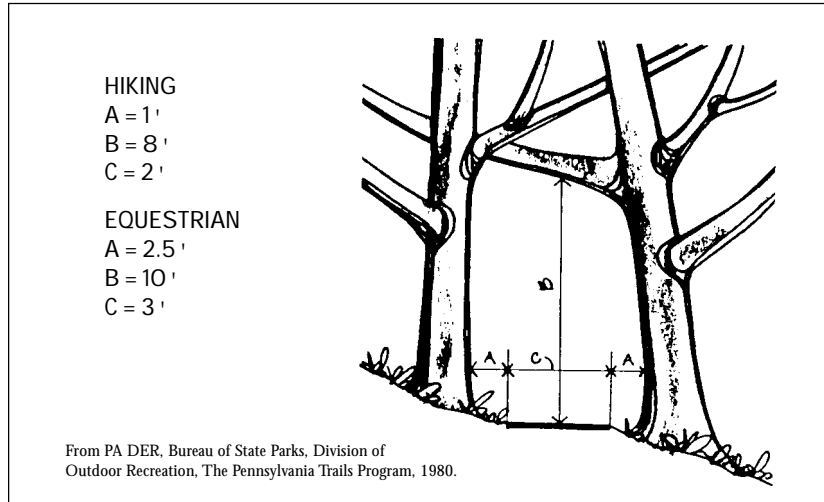 HIKING
A = 1'
B = 8'
C = 2'
EQUESTRIAN
A = 2.5'
B = 10'
C = 3'
B
A C A
From PA DER, Bureau of State Parks, Division of
Outdoor Recreation, The Pennsylvania Trails Program, 1980.